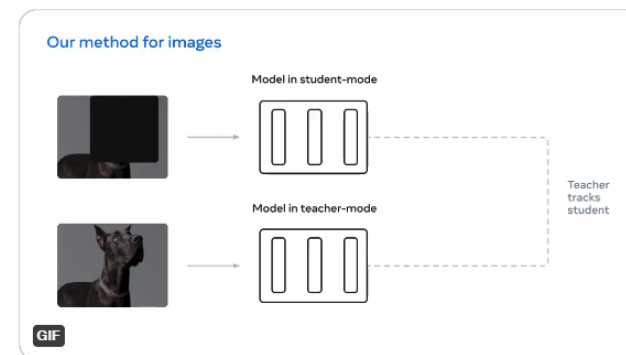 Our method for images
Model in student-mode
Model in teacher-mode
Teacher
tracks
student
GIF